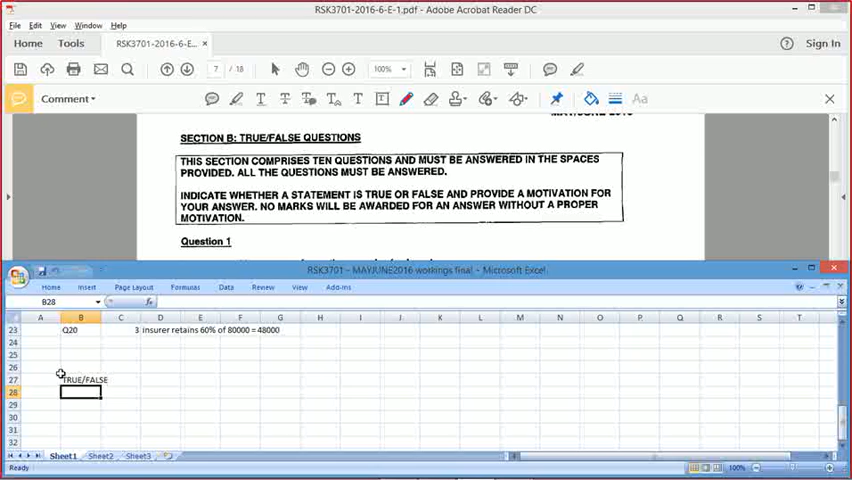 RSK3701-2016-6-E-1.pdf - Adobe Acrobat Reader DC
File Edit View Window Help
Home Tools RSK3701-2016-6-E... × Sign In
7 / 18 100%
Comment
SECTION B: TRUE/FALSE QUESTIONS
THIS SECTION COMPRISES TEN QUESTIONS AND MUST BE ANSWERED IN THE SPACES
PROVIDED. ALL THE QUESTIONS MUST BE ANSWERED.
INDICATE WHETHER A STATEMENT IS TRUE OR FALSE AND PROVIDE A MOTIVATION FOR
YOUR ANSWER. NO MARKS WILL BE AWARDED FOR AN ANSWER WITHOUT A PROPER
MOTIVATION.
Question 1
RSK3701 - MAYJUNE2016 workings final - Microsoft Excel
Home Insert Page Layout Formulas Data Review View Add-Ins
B28 fx
A B C D E F G H I J K L M N O P Q R S T
23 Q20 3 insurer retains 60% of 80000 = 48000
24
25
26
27 TRUE/FALSE
28
29
30
31
32
Sheet1 Sheet2 Sheet3
Ready 100%